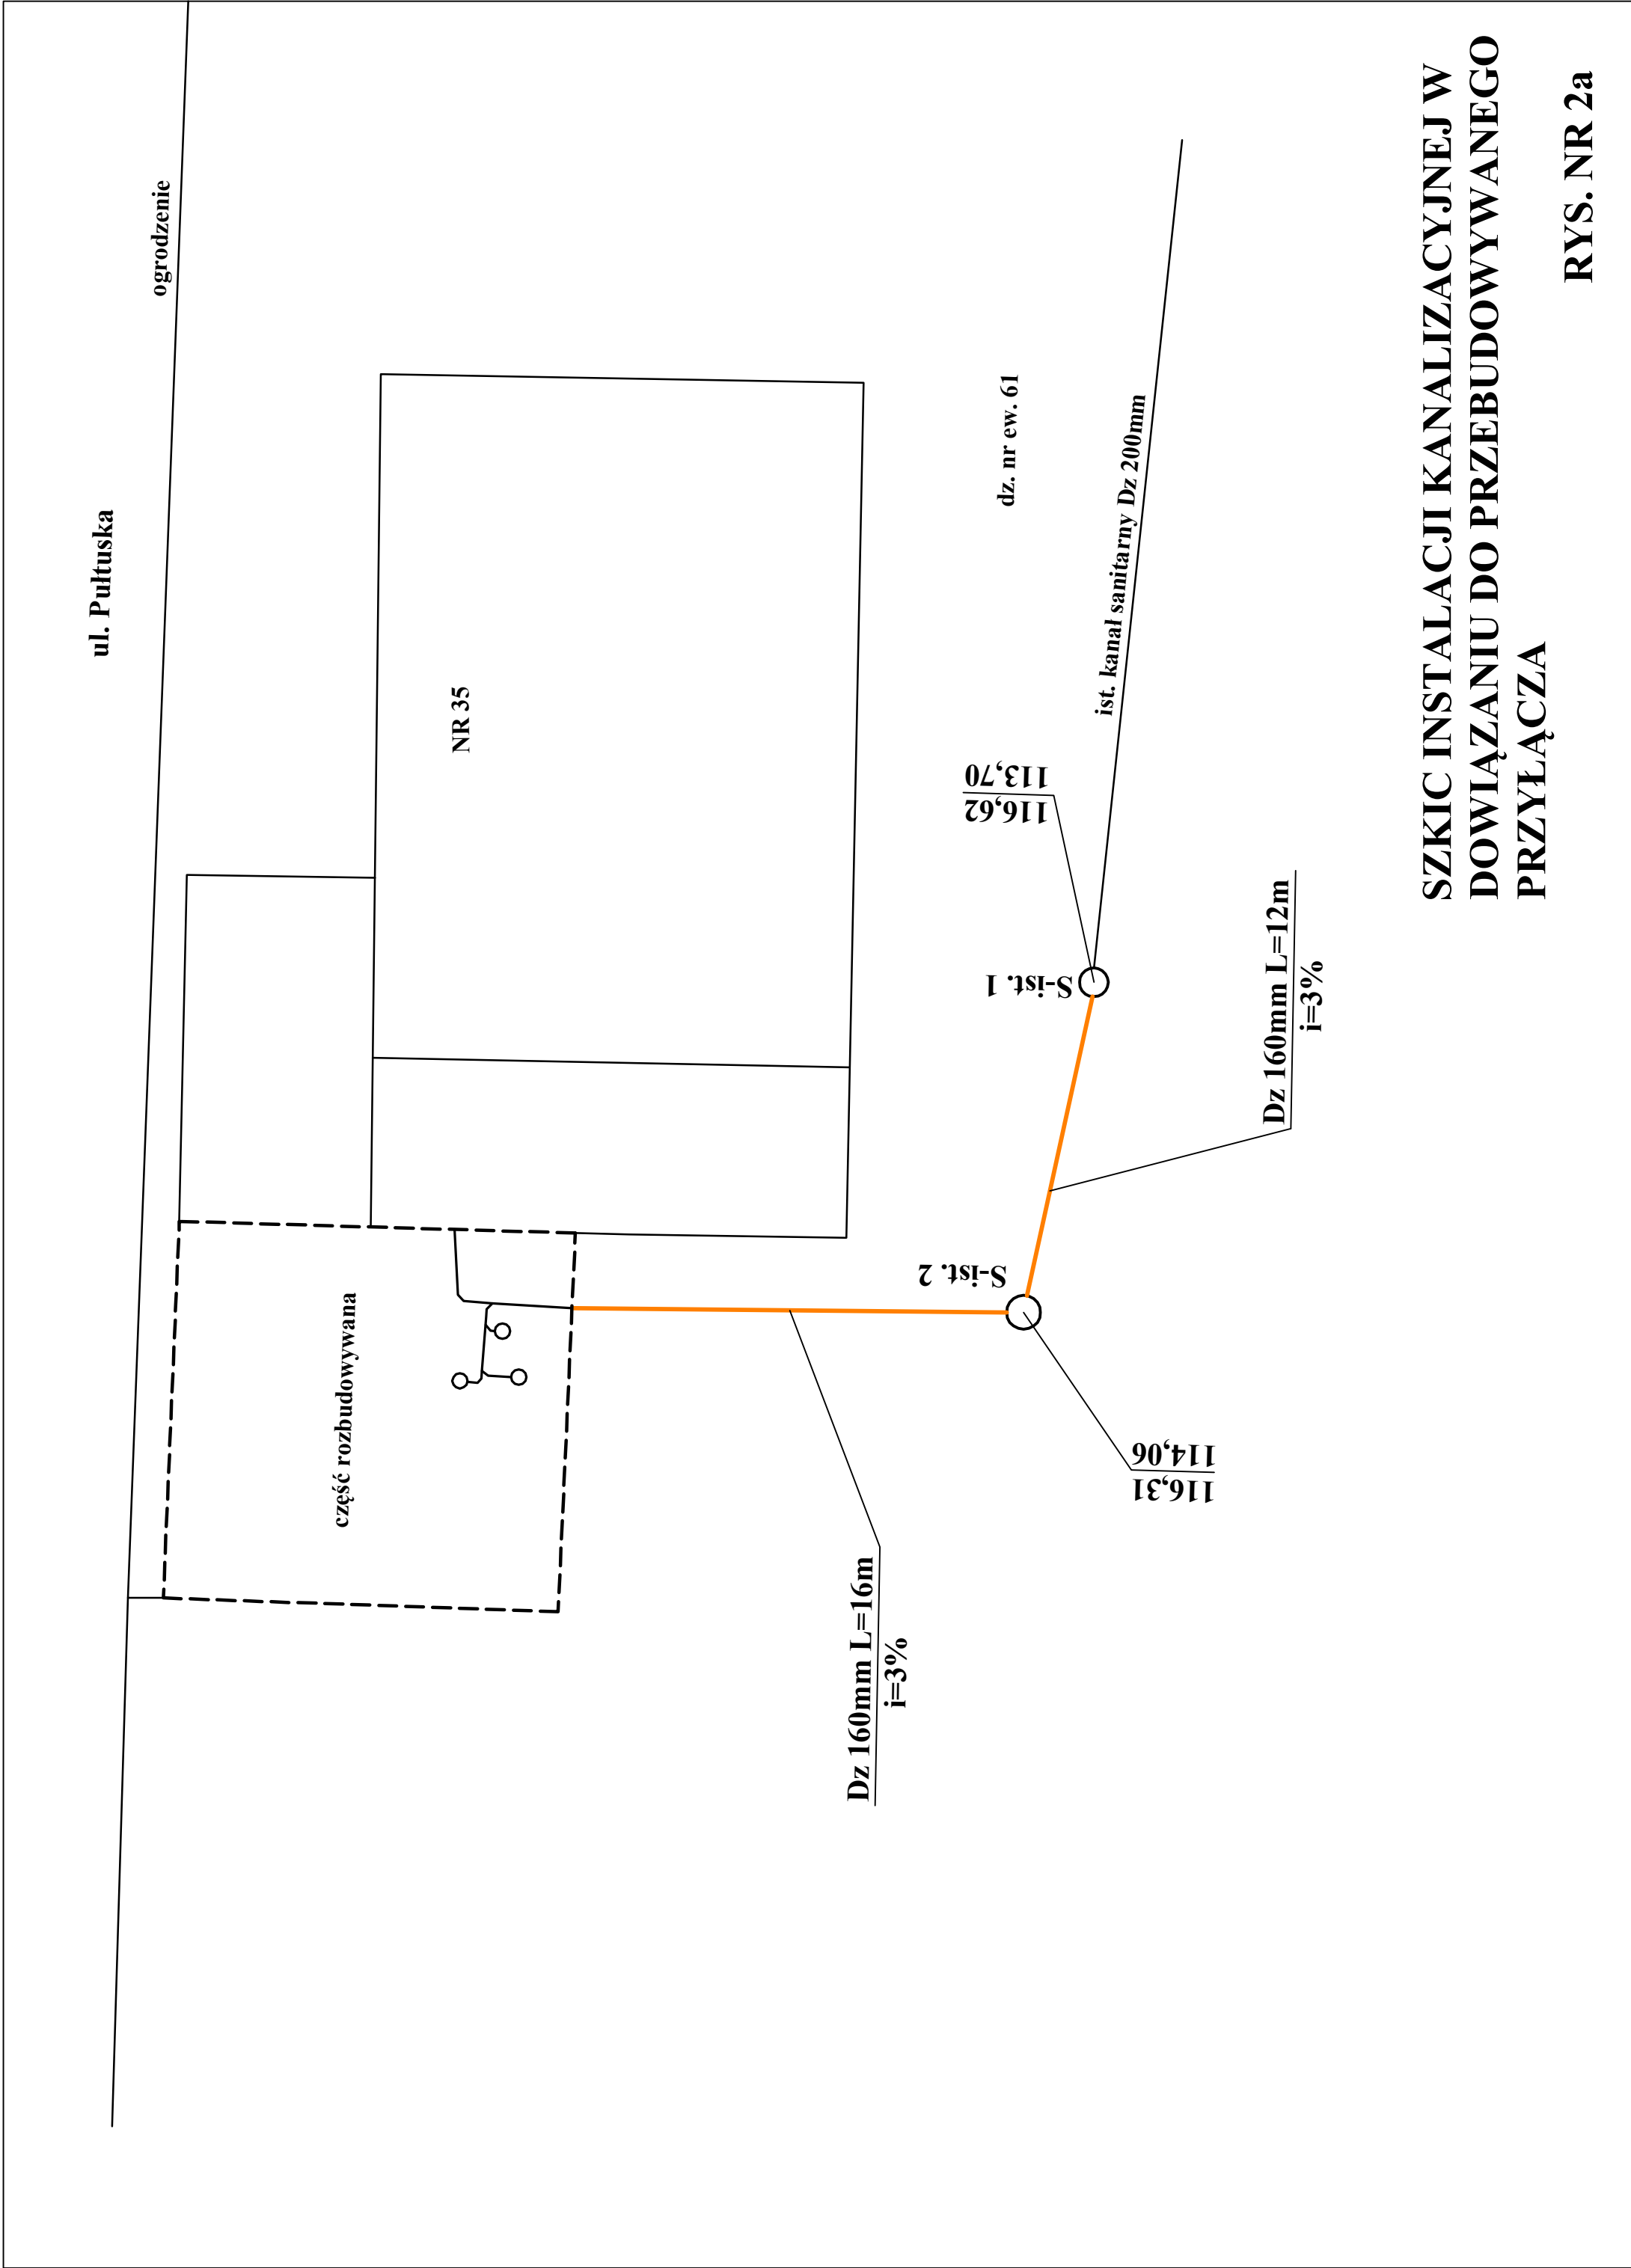 ul. Pułtuska
ogrodzenie
NR 35
część rozbudowywana
dz. nr ew. 61
ist. kanał sanitarny Dz 200mm
116,62
113,70
S-ist. 1
S-ist. 2
116,31
114,06
Dz 160mm L=16m
i=3%
Dz 160mm L=12m
i=3%
SZKIC INSTALACJI KANALIZACYJNEJ W
DOWIĄZANIU DO PRZEBUDOWYWANEGO
PRZYŁĄCZA
RYS. NR 2a